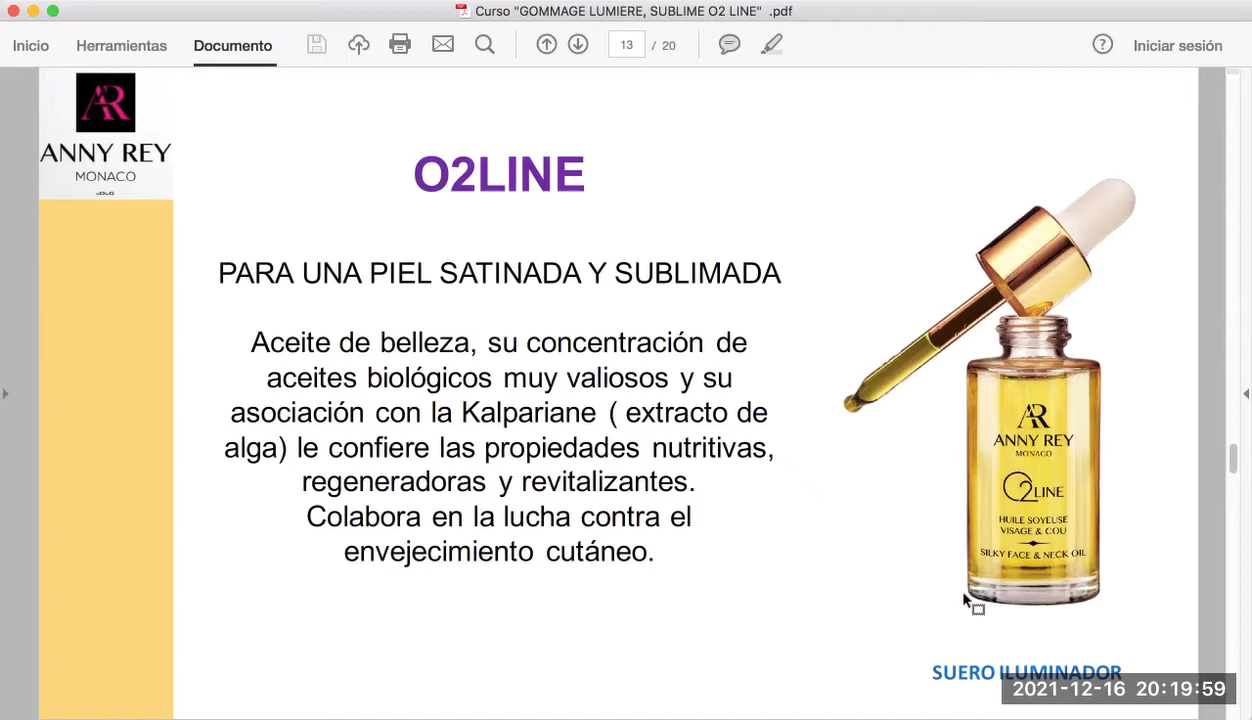 Curso "GOMMAGE LUMIERE, SUBLIME O2 LINE" .pdf
Inicio
Herramientas
Documento
13 / 20
Iniciar sesión
ANNY REY
MONACO
O2LINE
PARA UNA PIEL SATINADA Y SUBLIMADA
Aceite de belleza, su concentración de
aceites biológicos muy valiosos y su
asociación con la Kalpariane ( extracto de
alga) le confiere las propiedades nutritivas,
regeneradoras y revitalizantes.
Colabora en la lucha contra el
envejecimiento cutáneo.
AR
ANNY REY
MONACO
O2LINE
HUILE SOYEUSE
VISAGE & COU
SILKY FACE & NECK OIL
SUERO ILUMINADOR
2021-12-16 20:19:59